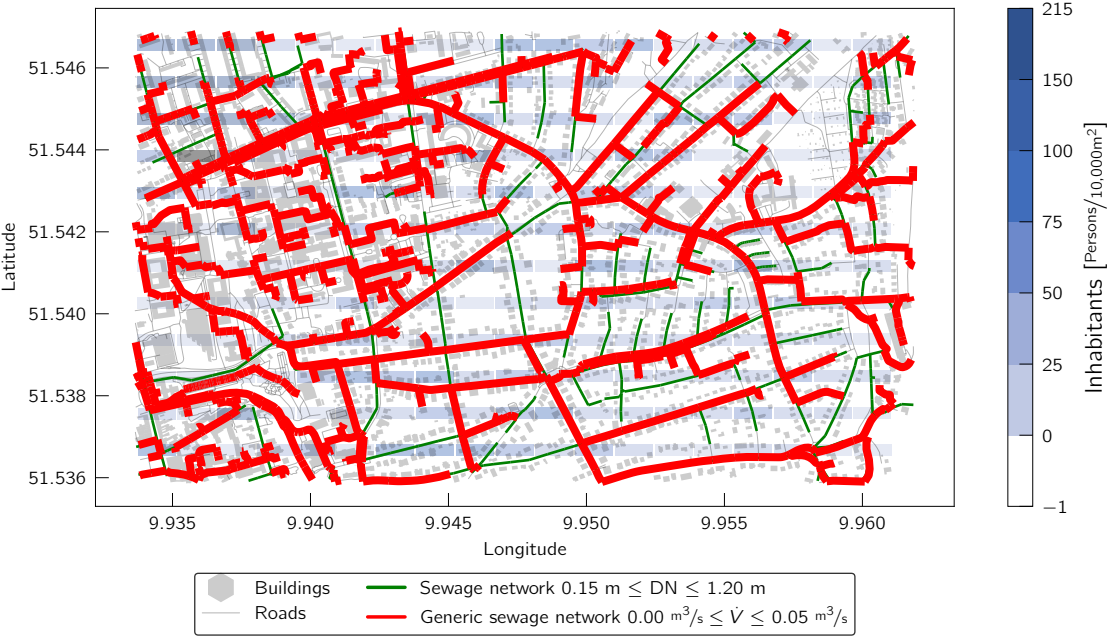 215
51.546
150
51.544
100
51.542
75
51.540
50
51.538
25
51.536
0
−1
Latitude
Inhabitants [Persons/10,000m²]
9.935 9.940 9.945 9.950 9.955 9.960
Longitude
Buildings
Roads
Sewage network 0.15 m ≤ DN ≤ 1.20 m
Generic sewage network 0.00 m³/s ≤ V̇ ≤ 0.05 m³/s